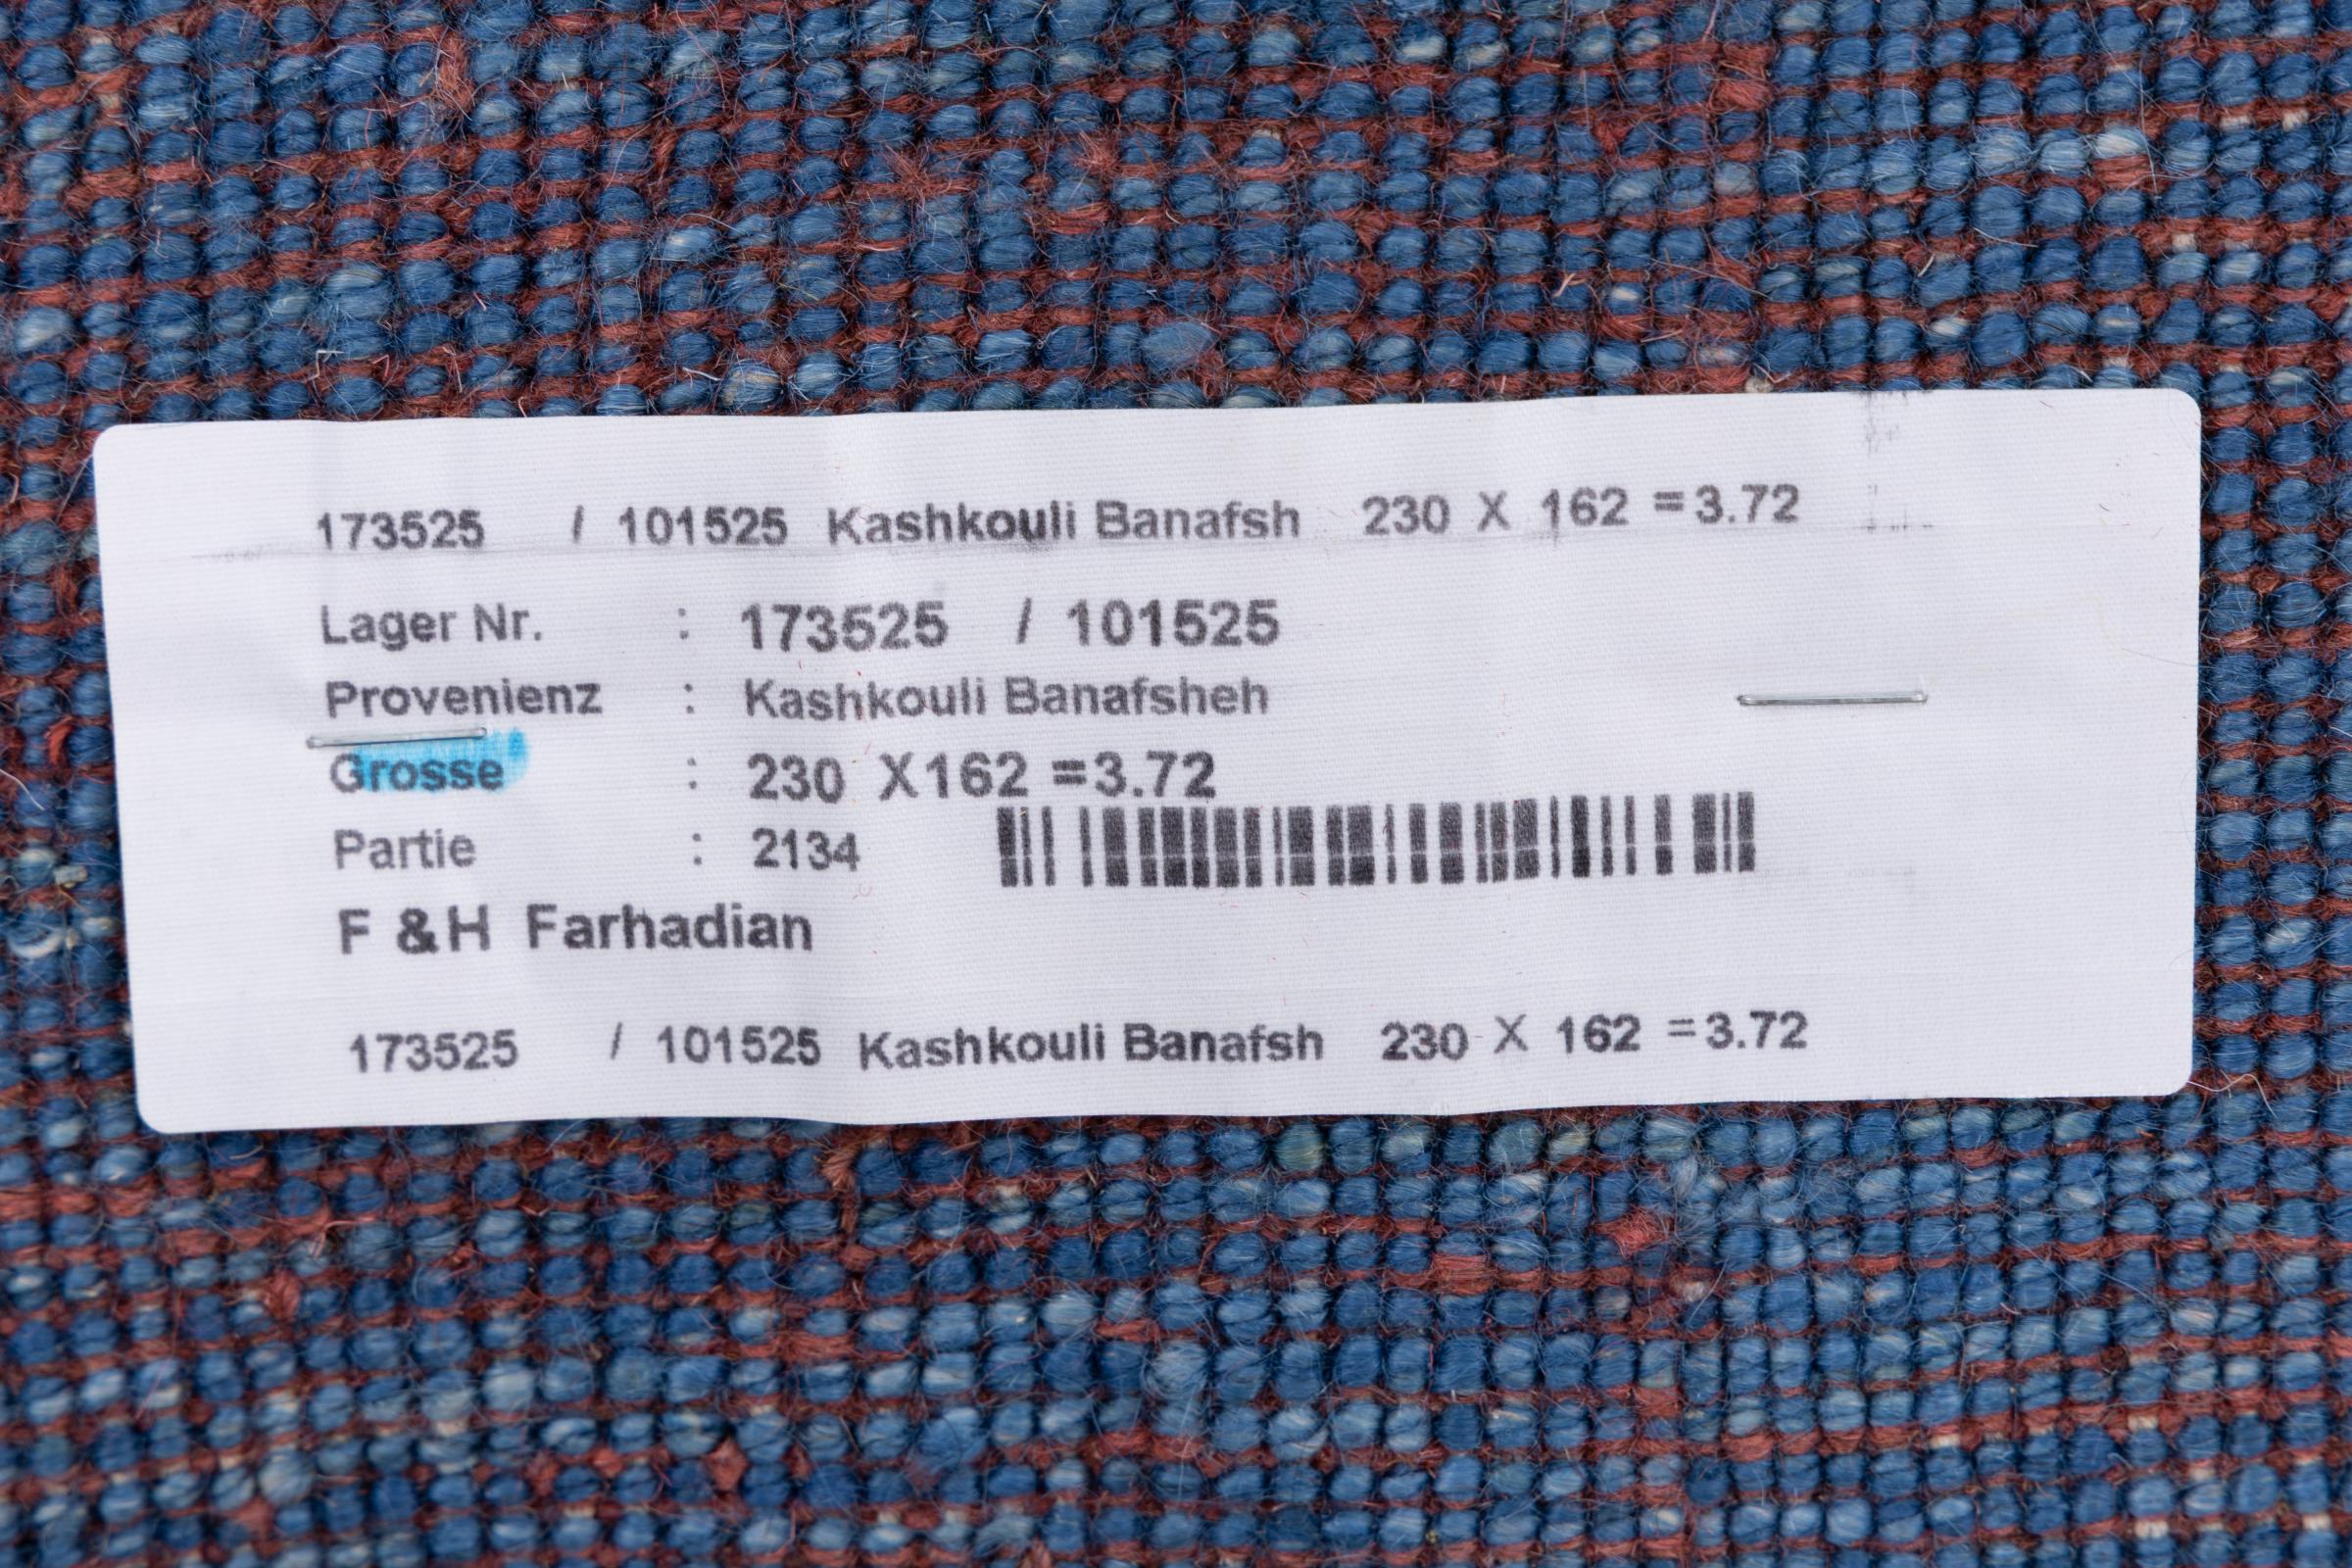 173525 / 101525 Kashkouli Banafsh 230 X 162 =3.72
Lager Nr. : 173525 / 101525
Provenienz : Kashkouli Banafsheh
Grosse : 230 X162 =3.72
Partie : 2134
F &H Farhadian
173525 / 101525 Kashkouli Banafsh 230 X 162 =3.72